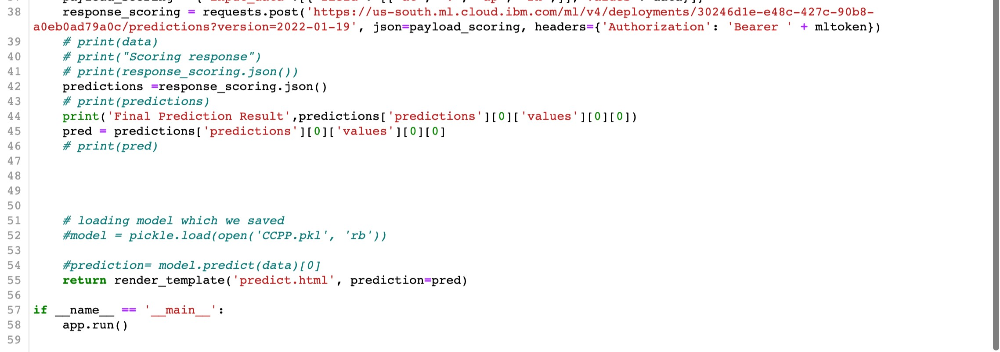 38 response_scoring = requests.post('https://us-south.ml.cloud.ibm.com/ml/v4/deployments/30246d1e-e48c-427c-90b8-
a0eb0ad79a0c/predictions?version=2022-01-19', json=payload_scoring, headers={'Authorization': 'Bearer ' + mltoken})
39 # print(data)
40 # print("Scoring response")
41 # print(response_scoring.json())
42 predictions =response_scoring.json()
43 # print(predictions)
44 print('Final Prediction Result',predictions['predictions'][0]['values'][0][0])
45 pred = predictions['predictions'][0]['values'][0][0]
46 # print(pred)
47
48
49
50
51 # loading model which we saved
52 #model = pickle.load(open('CCPP.pkl', 'rb'))
53
54 #prediction= model.predict(data)[0]
55 return render_template('predict.html', prediction=pred)
56
57 if __name__ == '__main__':
58 app.run()
59